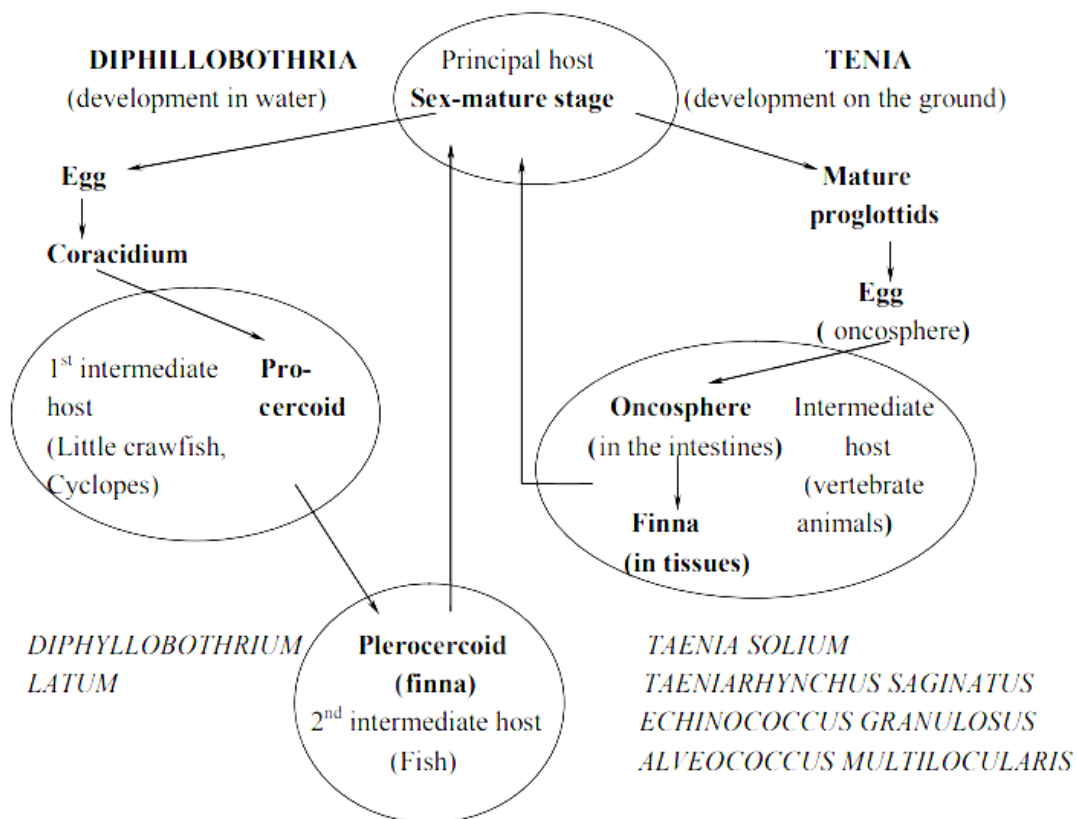 DIPHILLOBOTHRIA
(development in water)
Principal host
Sex-mature stage
TENIA
(development on the ground)
Egg
Coracidium
1st intermediate
host
(Little crawfish,
Cyclopes)
Pro-
cercoid
Plerocercoid
(finna)
2nd intermediate host
(Fish)
DIPHYLLOBOTHRIUM
LATUM
Mature
proglottids
Egg
( oncosphere)
Oncosphere
(in the intestines)
Finna
(in tissues)
Intermediate
host
(vertebrate
animals)
TAENIA SOLIUM
TAENIARHYNCHUS SAGINATUS
ECHINOCOCCUS GRANULOSUS
ALVEOCOCCUS MULTILOCULARIS